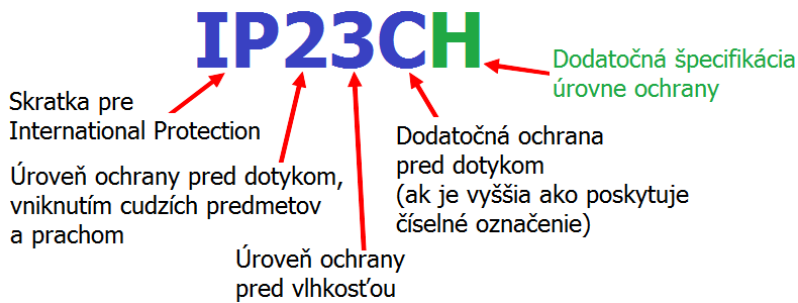 IP23CH
Dodatočná špecifikácia
úrovne ochrany
Skratka pre
International Protection
Dodatočná ochrana
pred dotykom
(ak je vyššia ako poskytuje
číselné označenie)
Úroveň ochrany pred dotykom,
vniknutím cudzích predmetov
a prachom
Úroveň ochrany
pred vlhkosťou